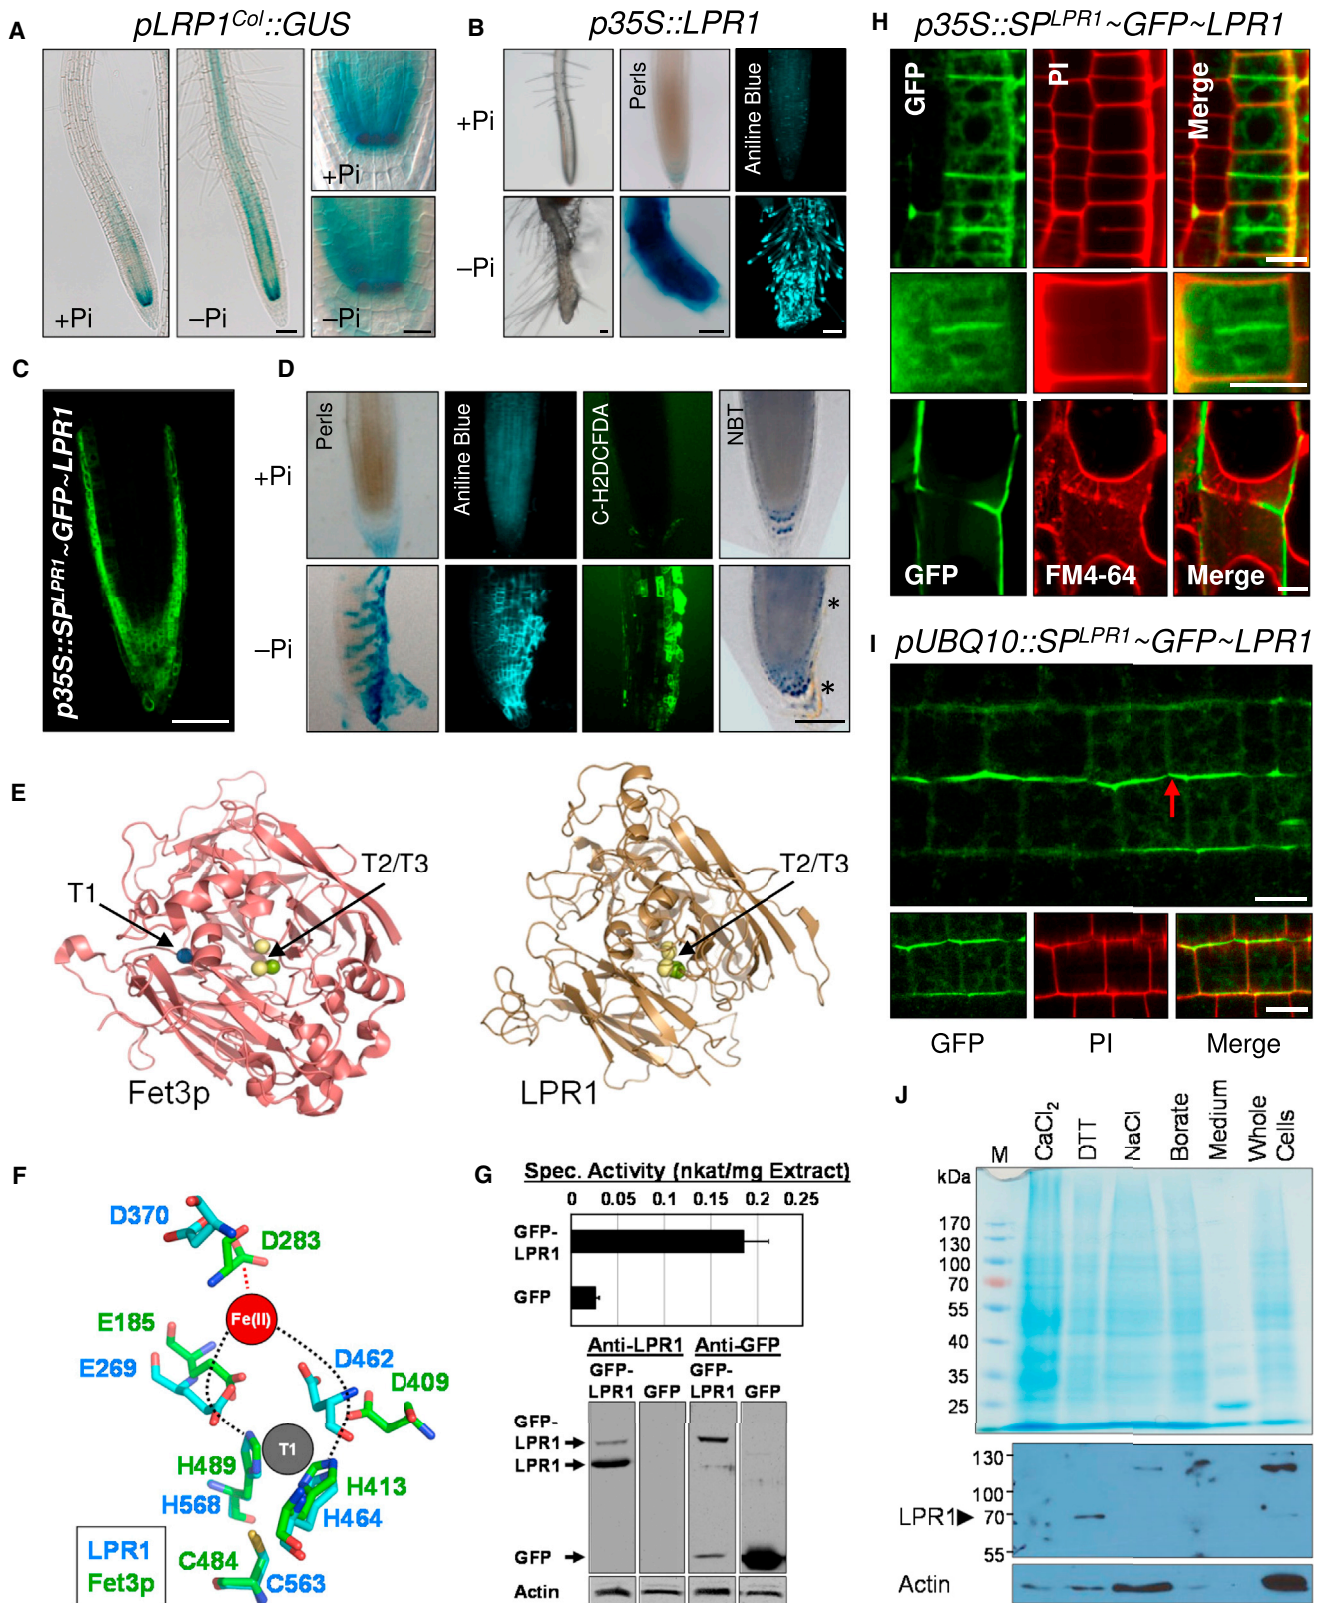 A
pLRP1Col::GUS
+Pi
–Pi
+Pi
–Pi
B
p35S::LPR1
+Pi
–Pi
Perls
Aniline Blue
C
p35S::SPLPR1~GFP~LPR1
D
+Pi
–Pi
Perls
Aniline Blue
C-H2DCFDA
NBT
*
*
E
T1
T2/T3
Fet3p
T2/T3
LPR1
F
D370
D283
Fe(II)
E185
E269
D462
D409
T1
H489
H568
H413
H464
C484
C563
LPR1
Fet3p
G
Spec. Activity (nkat/mg Extract)
0 0.05 0.1 0.15 0.2 0.25
GFP-
LPR1
GFP
Anti-LPR1 Anti-GFP
GFP-
LPR1
GFP
GFP-
LPR1
GFP
GFP-
LPR1
LPR1
GFP
Actin
H
p35S::SPLPR1~GFP~LPR1
GFP
PI
Merge
GFP
FM4-64
Merge
I
pUBQ10::SPLPR1~GFP~LPR1
GFP PI Merge
J
M
CaCl2
DTT
NaCl
Borate
Medium
Whole
Cells
kDa
170
130
100
70
55
40
35
25
130
100
LPR1 70
55
Actin